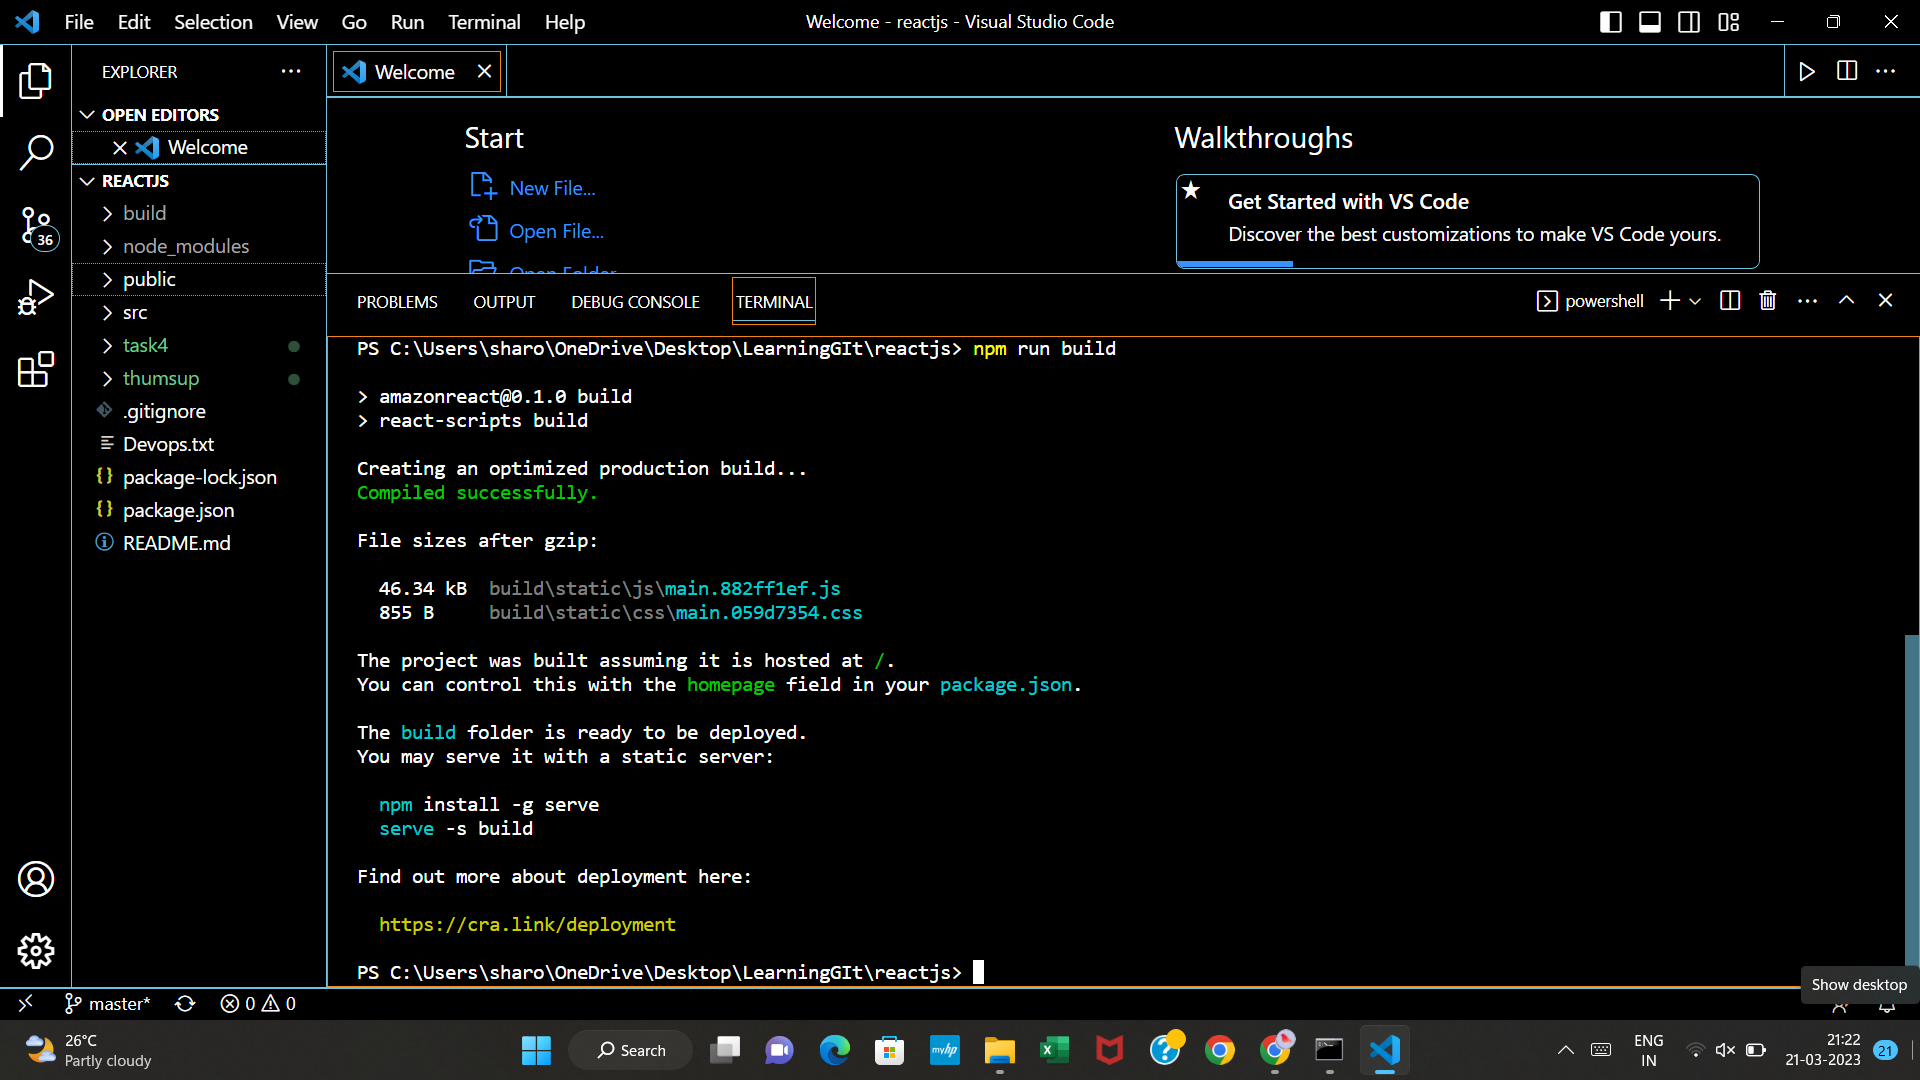 File Edit Selection View Go Run Terminal Help
Welcome - reactjs - Visual Studio Code
EXPLORER
OPEN EDITORS
Welcome
REACTJS
build
node_modules
public
src
task4
thumsup
.gitignore
Devops.txt
package-lock.json
package.json
README.md
36
Welcome
Start
New File...
Open File...
Open Folder...
Walkthroughs
Get Started with VS Code
Discover the best customizations to make VS Code yours.
PROBLEMS OUTPUT DEBUG CONSOLE TERMINAL
powershell
PS C:\Users\sharo\OneDrive\Desktop\LearningGIt\reactjs> npm run build
> amazonreact@0.1.0 build
> react-scripts build
Creating an optimized production build...
Compiled successfully.
File sizes after gzip:
46.34 kB build\static\js\main.882ff1ef.js
855 B build\static\css\main.059d7354.css
The project was built assuming it is hosted at /.
You can control this with the homepage field in your package.json.
The build folder is ready to be deployed.
You may serve it with a static server:
npm install -g serve
serve -s build
Find out more about deployment here:
https://cra.link/deployment
PS C:\Users\sharo\OneDrive\Desktop\LearningGIt\reactjs>
Show desktop
master* 0 0
26°C
Partly cloudy
Search
myhp
ENG
IN
21:22
21-03-2023
21